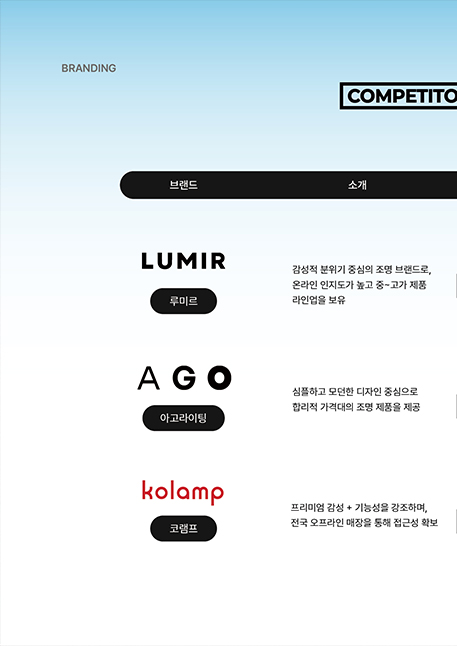 BRANDING
COMPETITO
브랜드 소개
LUMIR
루미르
감성적 분위기 중심의 조명 브랜드로,
온라인 인지도가 높고 중~고가 제품
라인업을 보유
AGO
아고라이팅
심플하고 모던한 디자인 중심으로
합리적 가격대의 조명 제품을 제공
kolamp
코램프
프리미엄 감성 + 기능성을 강조하며,
전국 오프라인 매장을 통해 접근성 확보